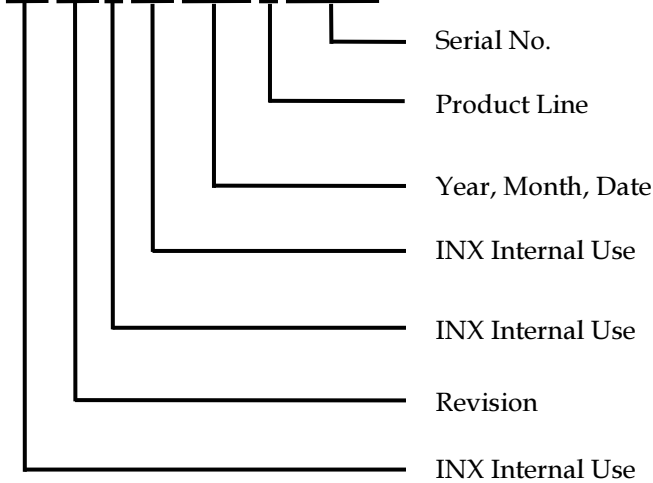 Serial No.
Product Line
Year, Month, Date
INX Internal Use
INX Internal Use
Revision
INX Internal Use